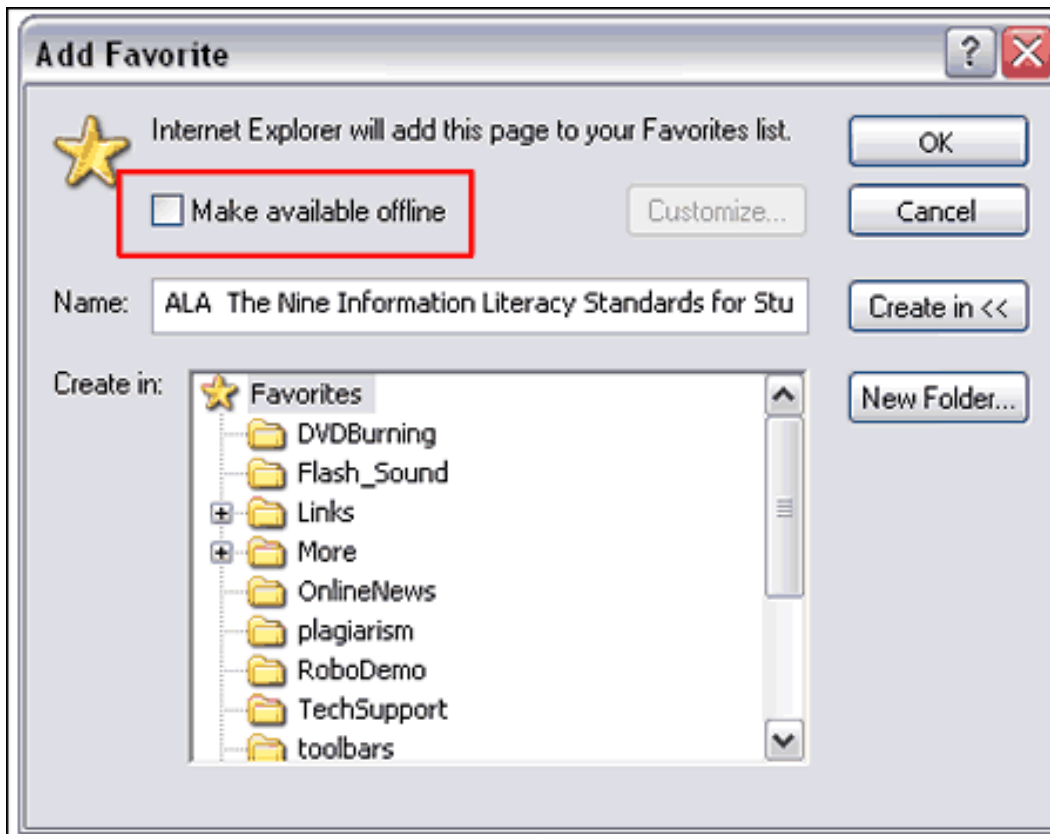 Add Favorite
Internet Explorer will add this page to your Favorites list.
OK
Make available offline
Customize...
Cancel
Name: ALA  The Nine Information Literacy Standards for Stu
Create in <<
Create in:
Favorites
New Folder...
DVDBurning
Flash_Sound
Links
More
OnlineNews
plagiarism
RoboDemo
TechSupport
toolbars